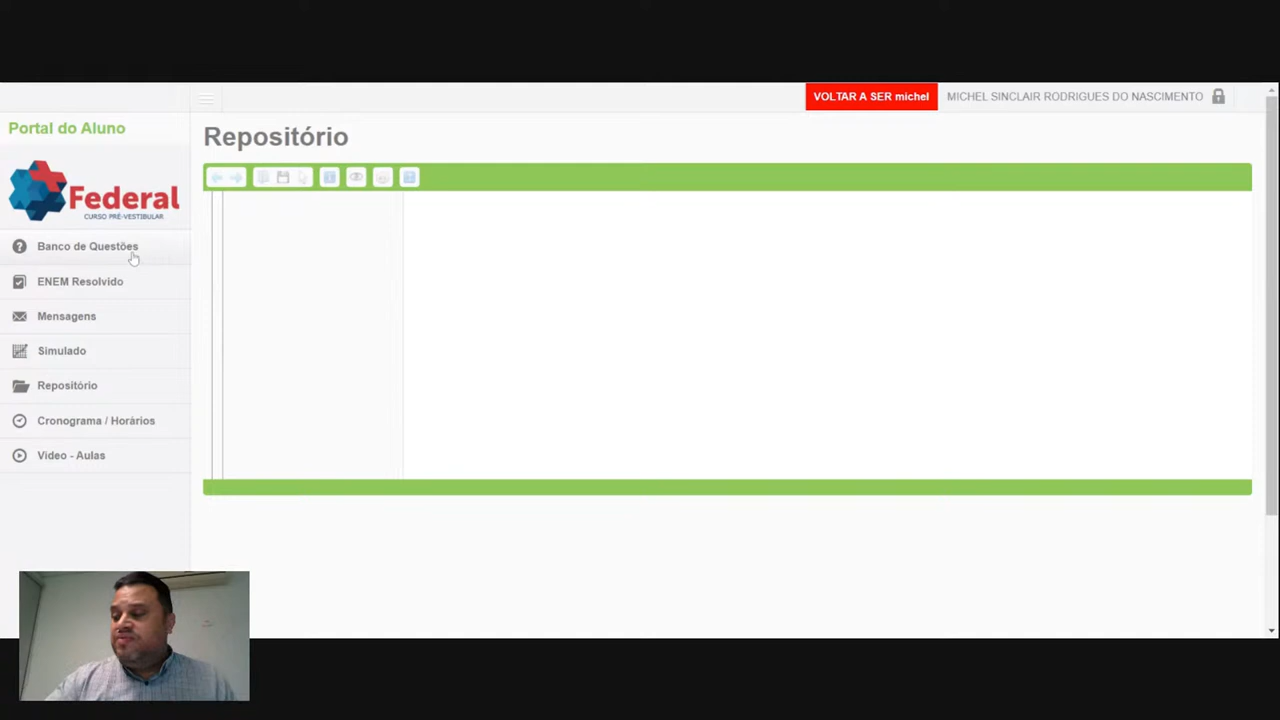 VOLTAR A SER michel
MICHEL SINCLAIR RODRIGUES DO NASCIMENTO
Portal do Aluno
Repositório
Federal
CURSO PRÉ-VESTIBULAR
Banco de Questões
ENEM Resolvido
Mensagens
Simulado
Repositório
Cronograma / Horários
Video - Aulas